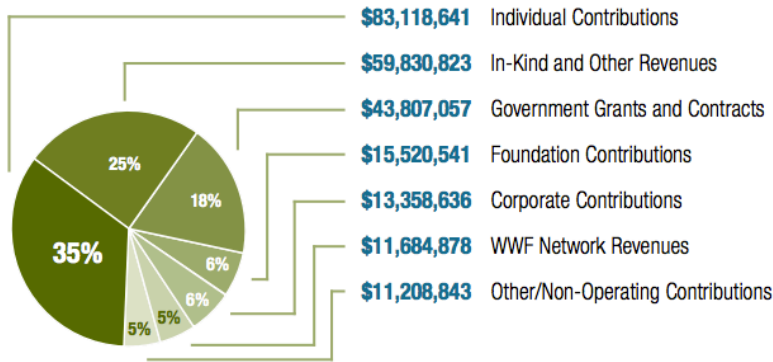 $83,118,641 Individual Contributions
$59,830,823 In-Kind and Other Revenues
$43,807,057 Government Grants and Contracts
$15,520,541 Foundation Contributions
$13,358,636 Corporate Contributions
$11,684,878 WWF Network Revenues
$11,208,843 Other/Non-Operating Contributions
25%
18%
35%
6%
6%
5%
5%